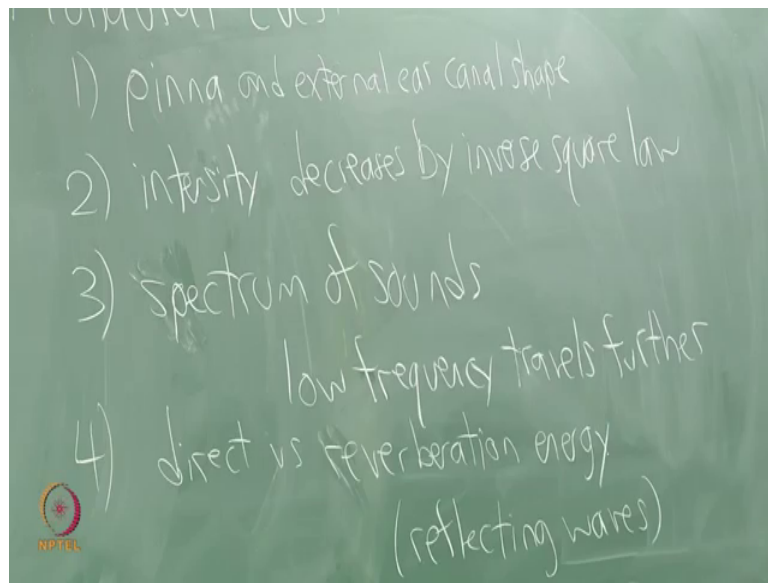 1) pinna and external ear canal shape
2) intensity decreases by inverse square law
3) spectrum of sounds
low frequency travels further
4) direct vs reverberation energy
(reflecting waves)
NPTEL